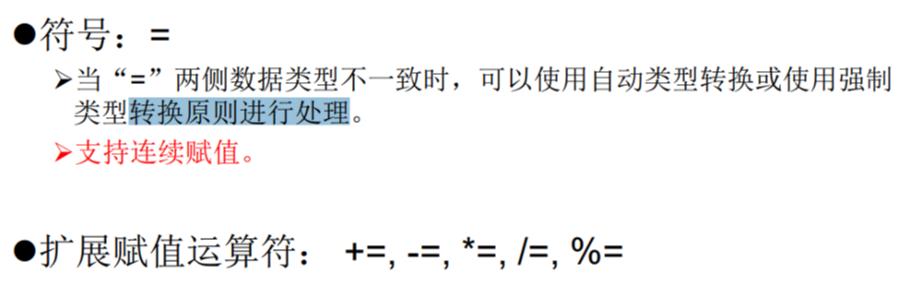 ●符号：=
➢当“=”两侧数据类型不一致时，可以使用自动类型转换或使用强制
类型转换原则进行处理。
➢支持连续赋值。
●扩展赋值运算符： +=, -=, *=, /=, %=